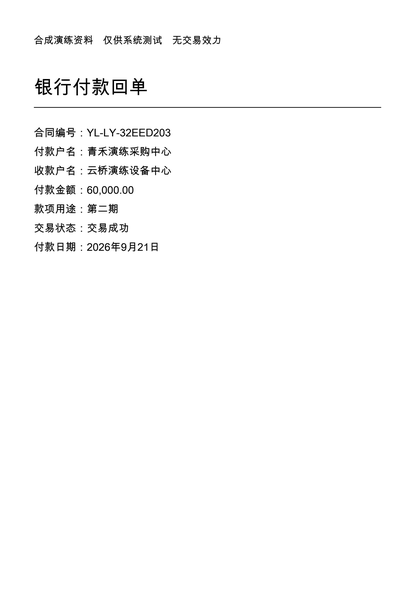 合成演练资料　仅供系统测试　无交易效力
银行付款回单
合同编号：YL-LY-32EED203
付款户名：青禾演练采购中心
收款户名：云桥演练设备中心
付款金额：60,000.00
款项用途：第二期
交易状态：交易成功
付款日期：2026年9月21日